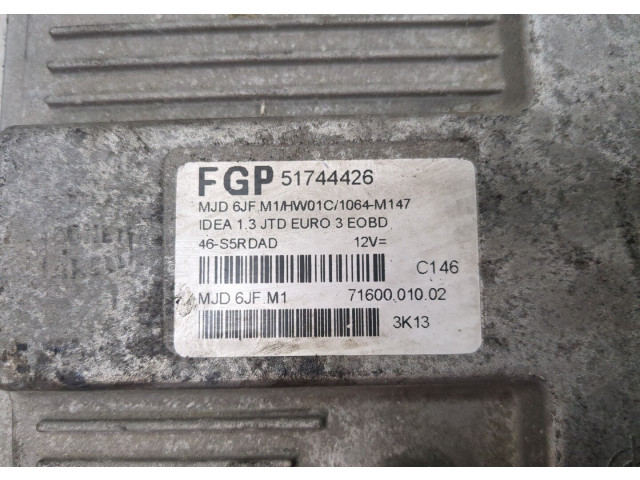 FGP 51744426
MJD 6JF.M1/HW01C/1064-M147
IDEA 1.3 JTD EURO 3 EOBD
46-S5RDAD 12V=
C146
MJD 6JF.M1 71600.010.02
3K13